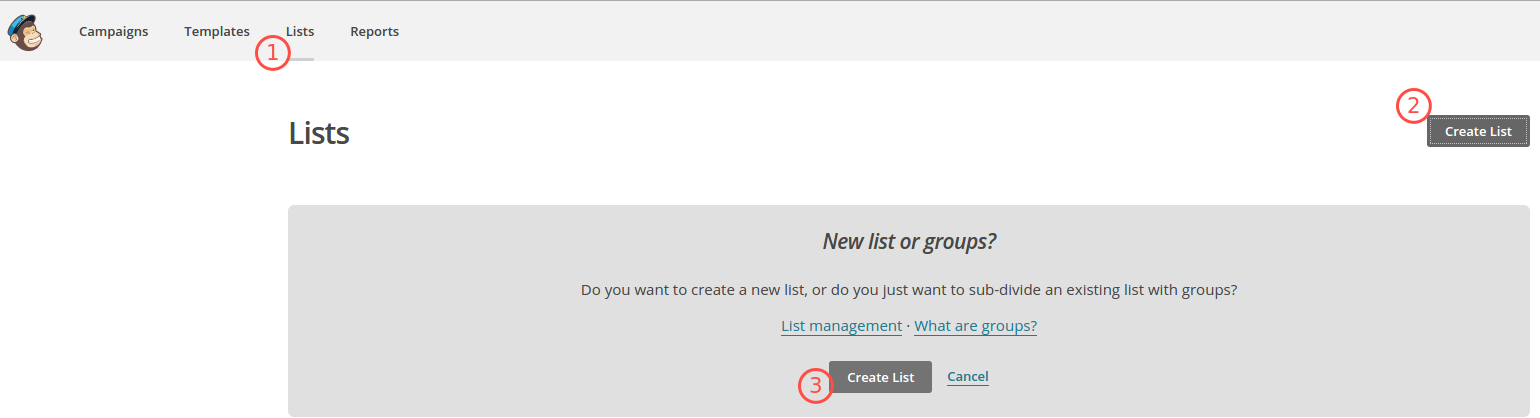 Campaigns Templates Lists Reports
1
2
Lists
Create List
New list or groups?
Do you want to create a new list, or do you just want to sub-divide an existing list with groups?
List management · What are groups?
3 Create List Cancel